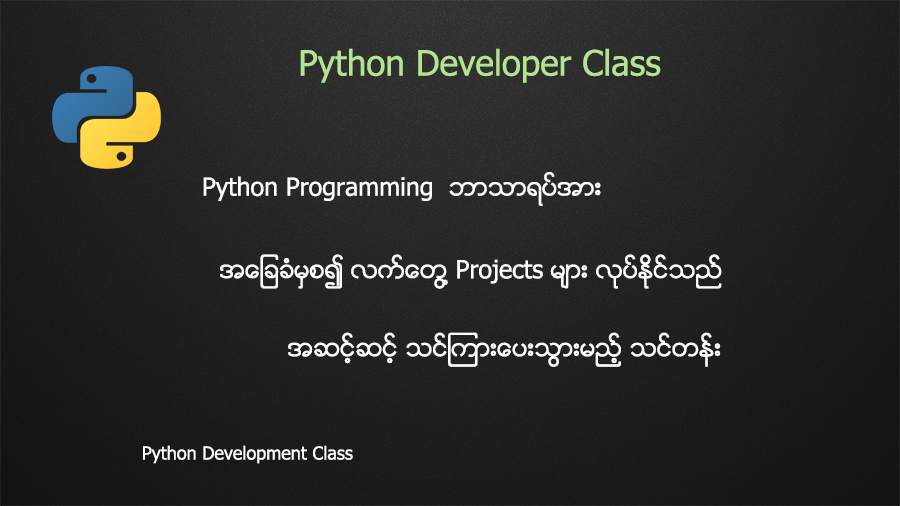 Python Developer Class
Python Programming ဘာသာရပ်အား
အခြေခံမှစ၍ လက်တွေ့ Projects များ လုပ်နိုင်သည်
အဆင့်ဆင့် သင်ကြားပေးသွားမည့် သင်တန်း
Python Development Class